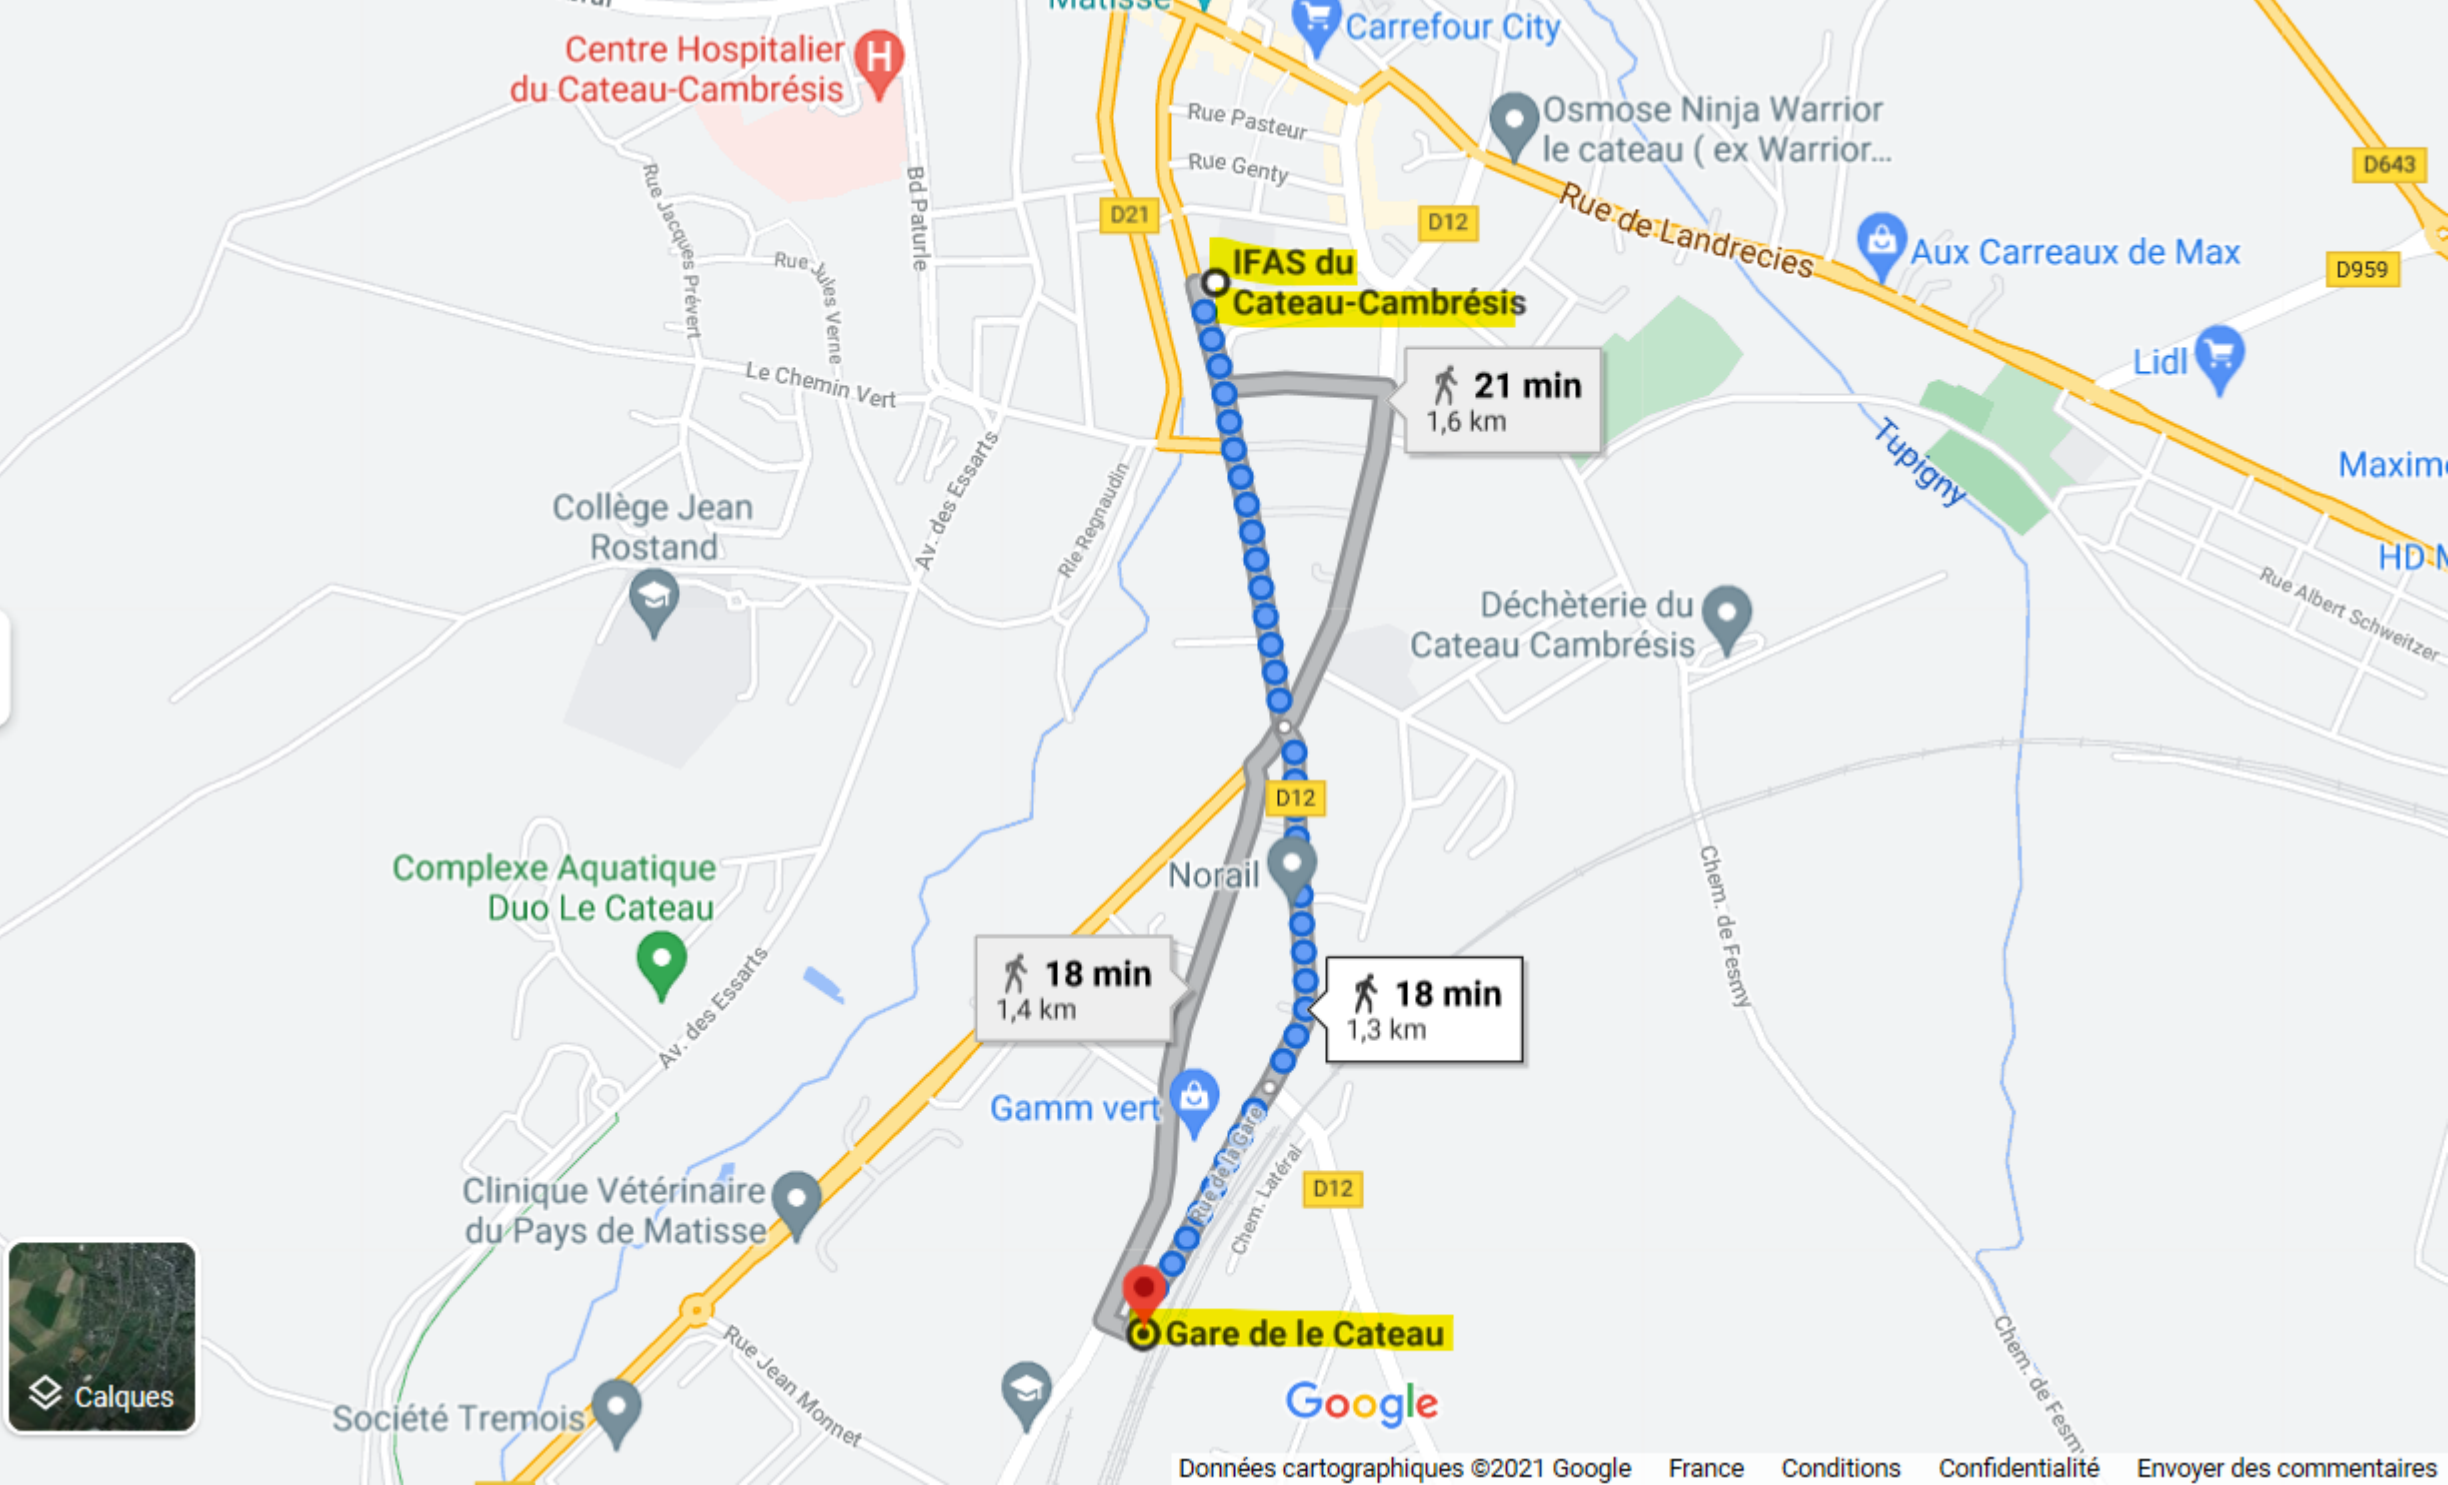 Matisse
Carrefour City
Centre Hospitalier
du Cateau-Cambrésis
H
Osmose Ninja Warrior
le cateau ( ex Warrior...
Rue Pasteur
Rue Genty
D643
Bd Paturle
Rue Jacques Prévert
D21
D12
Rue de Landrecies
Aux Carreaux de Max
D959
Rue Jules Verne
IFAS du
Cateau-Cambrésis
Lidl
Le Chemin Vert
21 min
1,6 km
Tupigny
Maxime
Av. des Essarts
Rle Regnaudin
Collège Jean
Rostand
HD M
Rue Albert Schweitzer
Déchèterie du
Cateau Cambrésis
D12
Norail
Complexe Aquatique
Duo Le Cateau
Chem. de Fesmy
18 min
1,4 km
18 min
1,3 km
Av. des Essarts
Gamm vert
Rue de la Gare
Chem. Latéral
D12
Clinique Vétérinaire
du Pays de Matisse
Gare de le Cateau
Rue Jean Monnet
Chem. de Fesmy
Calques
Société Tremois
Google
Données cartographiques ©2021 Google France Conditions Confidentialité Envoyer des commentaires